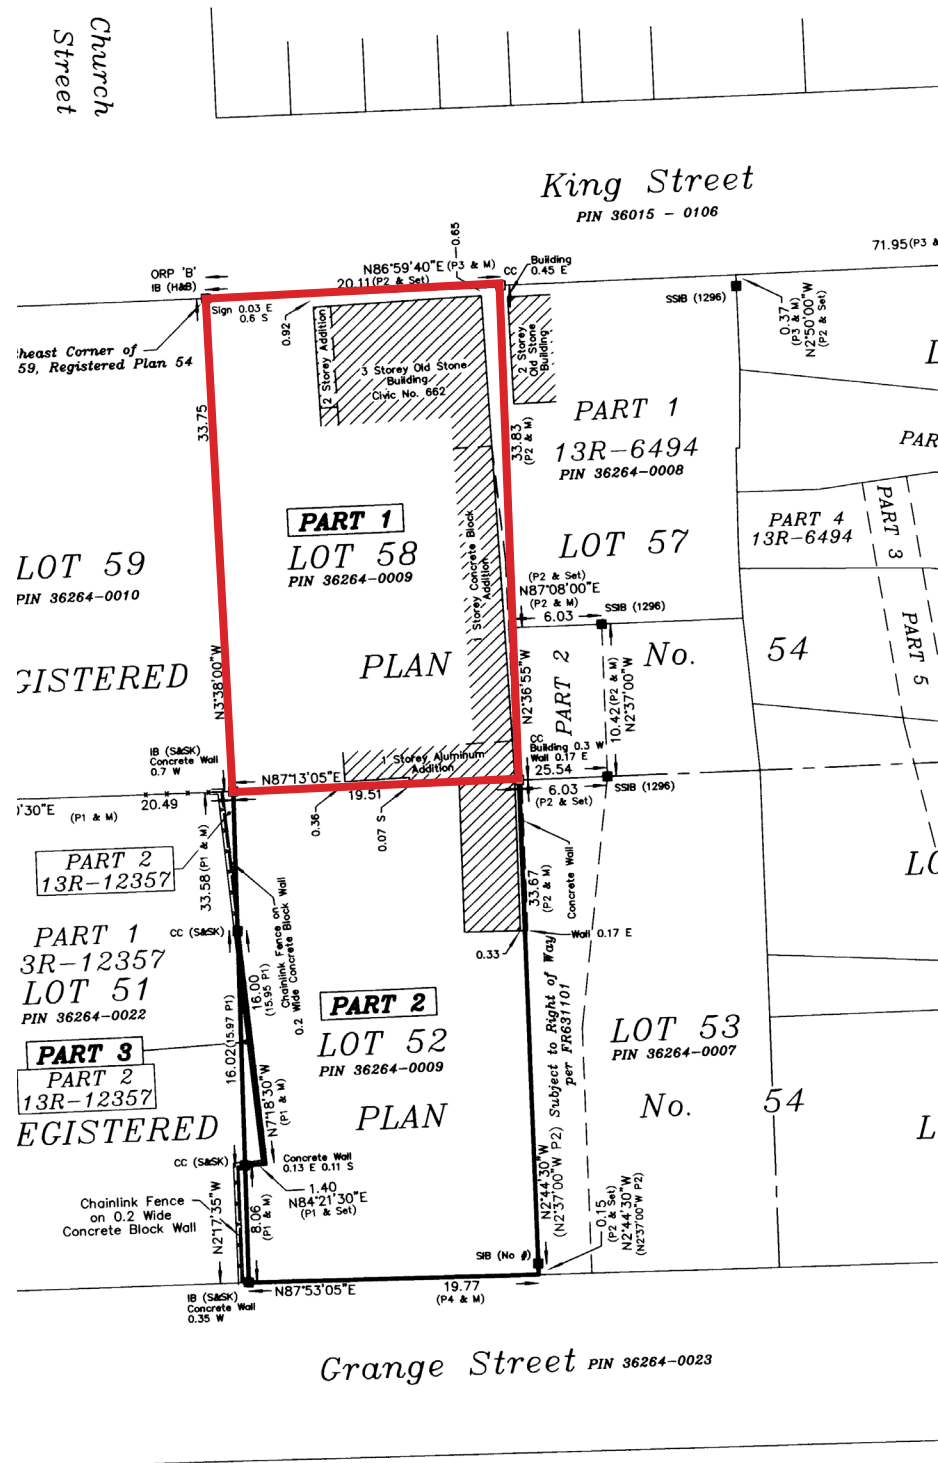 Church
Street
King Street
PIN 36015 - 0106
71.95(P3 &
ORP 'B'
IB (H&B)
N86°59'40"E(P3 & M)
20.11(P2 & Set)
0.65
CC
Building
0.45 E
SSIB (1296)
0.37
(P3 & M)
N2°50'00"W
(P2 & Set)
Sign 0.03 E
0.6 S
0.92
heast Corner of
59, Registered Plan 54
2 Storey Addition
3 Storey Old Stone
Building
Civic No. 662
2 Storey
Old Stone
Building
33.75
33.83
(P2 & M)
PART 1
13R-6494
PIN 36264-0008
PAR
PART 1
LOT 58
PIN 36264-0009
1 Storey Concrete Block
Addition
LOT 57
PART 4
13R-6494
PART 3
PART 5
LOT 59
PIN 36264-0010
(P2 & Set)
N87°08'00"E
(P2 & M)
6.03
SSIB (1296)
GISTERED
PLAN
No.
54
N3°38'00"W
N2°36'55"W
PART 2
10.42(P2 & M)
N2°37'00"W
IB (S&SK)
Concrete Wall
0.7 W
1 Storey Aluminum
Addition
CC
Building 0.3 W
Wall 0.17 E
25.54
N87°13'05"E
19.51
6.03
(P2 & Set)
SSIB (1296)
'30"E
20.49
(P1 & M)
0.36
0.07 S
33.58(P1 & M)
PART 2
13R-12357
Chainlink Fence on
0.2 Wide Concrete Block Wall
33.67
(P2 & M)
Concrete Wall
CC (S&SK)
Wall 0.17 E
0.33
PART 1
3R-12357
LOT 51
PIN 36264-0022
16.00
(15.95 P1)
PART 2
LOT 52
PIN 36264-0009
Subject to Right of Way
per FR631101
LOT 53
PIN 36264-0007
PART 3
PART 2
13R-12357
16.02(15.97 P1)
N7°18'30"W
(P1 & M)
EGISTERED
PLAN
No.
54
L
CC (S&SK)
Concrete Wall
0.13 E 0.11 S
1.40
N84°21'30"E
(P1 & Set)
N2°44'30"W
(N2°37'00"W P2)
0.15
(P2 & Set)
N2°44'30"W
(N2°37'00"W P2)
Chainlink Fence
on 0.2 Wide
Concrete Block Wall
N2°17'35"W
8.06
(P1 & M)
SIB (No #)
IB (S&SK)
Concrete Wall
0.35 W
N87°53'05"E
19.77
(P4 & M)
Grange Street PIN 36264-0023